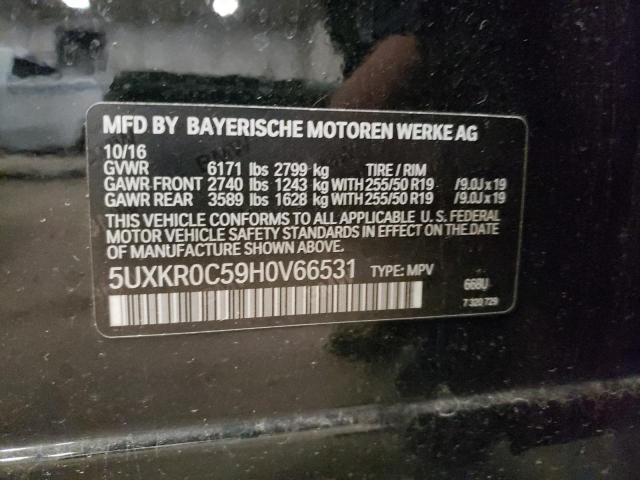 MFD BY BAYERISCHE MOTOREN WERKE AG
10/16
GVWR 6171 lbs 2799 kg TIRE / RIM
GAWR FRONT 2740 lbs 1243 kg WITH 255/50 R19 /9.0J x 19
GAWR REAR 3589 lbs 1628 kg WITH 255/50 R19 /9.0J x 19
THIS VEHICLE CONFORMS TO ALL APPLICABLE U.S. FEDERAL
MOTOR VEHICLE SAFETY STANDARDS IN EFFECT ON THE DATE
OF MANUFACTURE SHOWN ABOVE.
5UXKR0C59H0V66531 TYPE: MPV 668U
7 320 729